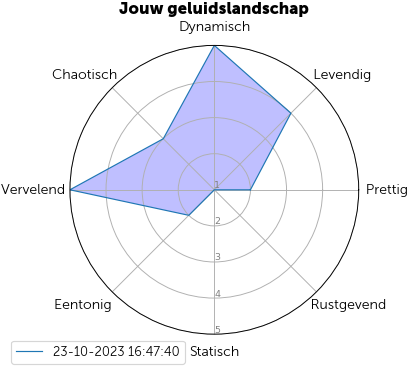 Jouw geluidslandschap
Dynamisch
Chaotisch
Levendig
Vervelend
1
Prettig
2
3
4
Eentonig
Rustgevend
5
23-10-2023 16:47:40
Statisch